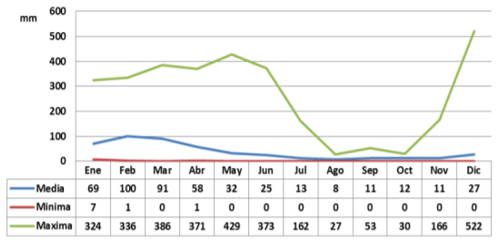 600
mm
500
400
300
200
100
0
Ene Feb Mar Abr May Jun Jul Ago Sep Oct Nov Dic
Media 69 100 91 58 32 25 13 8 11 12 11 27
Minima 7 1 0 1 0 0 0 0 0 0 0 0
Maxima 324 336 386 371 429 373 162 27 53 30 166 522